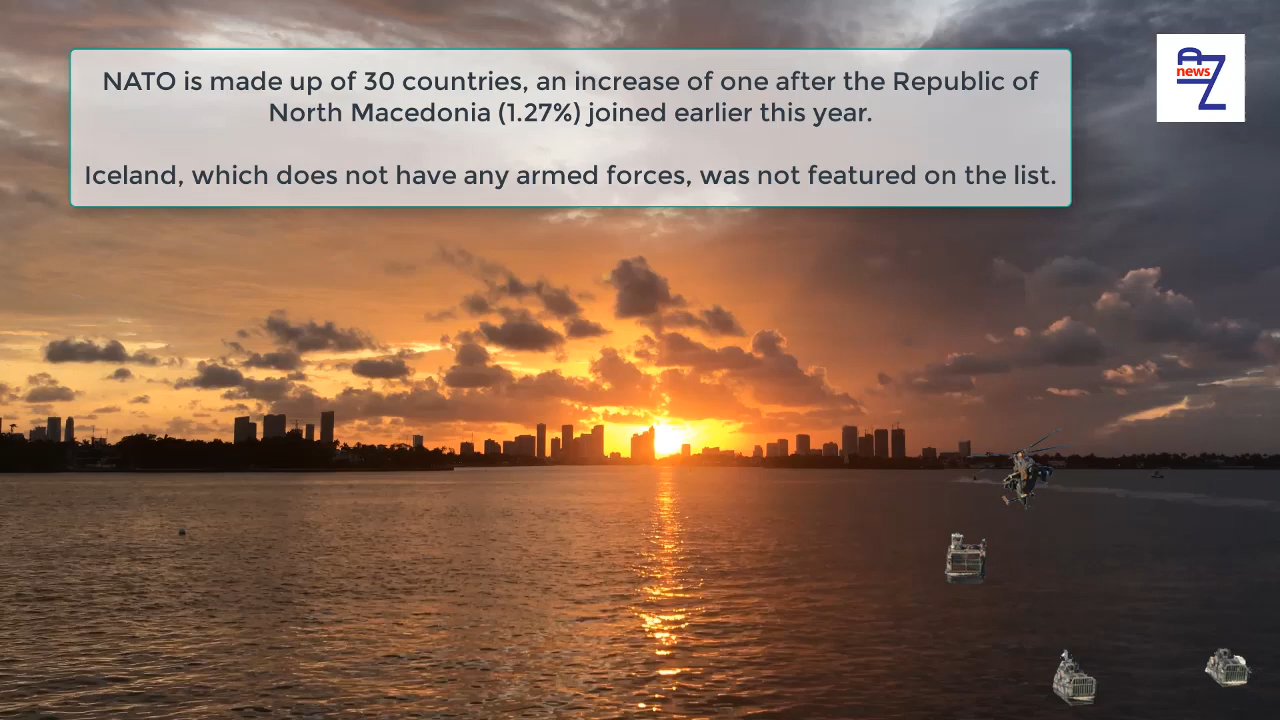 NATO is made up of 30 countries, an increase of one after the Republic of
North Macedonia (1.27%) joined earlier this year.
Iceland, which does not have any armed forces, was not featured on the list.
A
news
Z